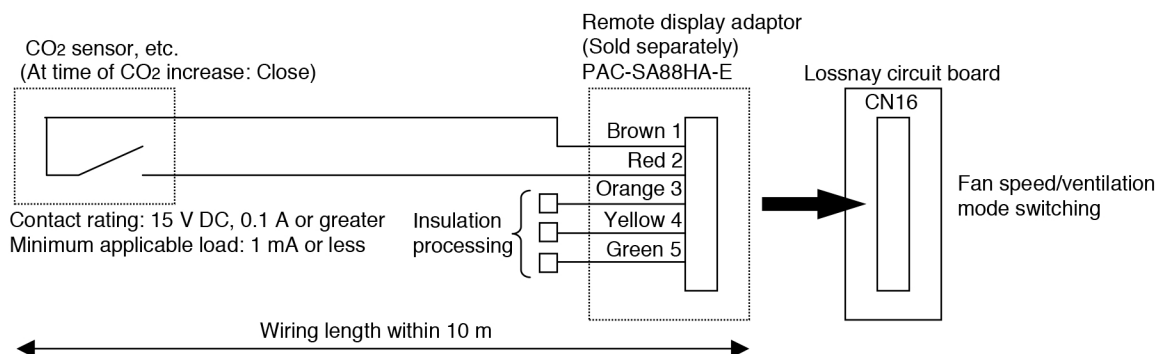 CO2 sensor, etc.
(At time of CO2 increase: Close)
Remote display adaptor
(Sold separately)
PAC-SA88HA-E
Lossnay circuit board
CN16
Brown 1
Red 2
Orange 3
Yellow 4
Green 5
Insulation
processing
Fan speed/ventilation
mode switching
Contact rating: 15 V DC, 0.1 A or greater
Minimum applicable load: 1 mA or less
Wiring length within 10 m